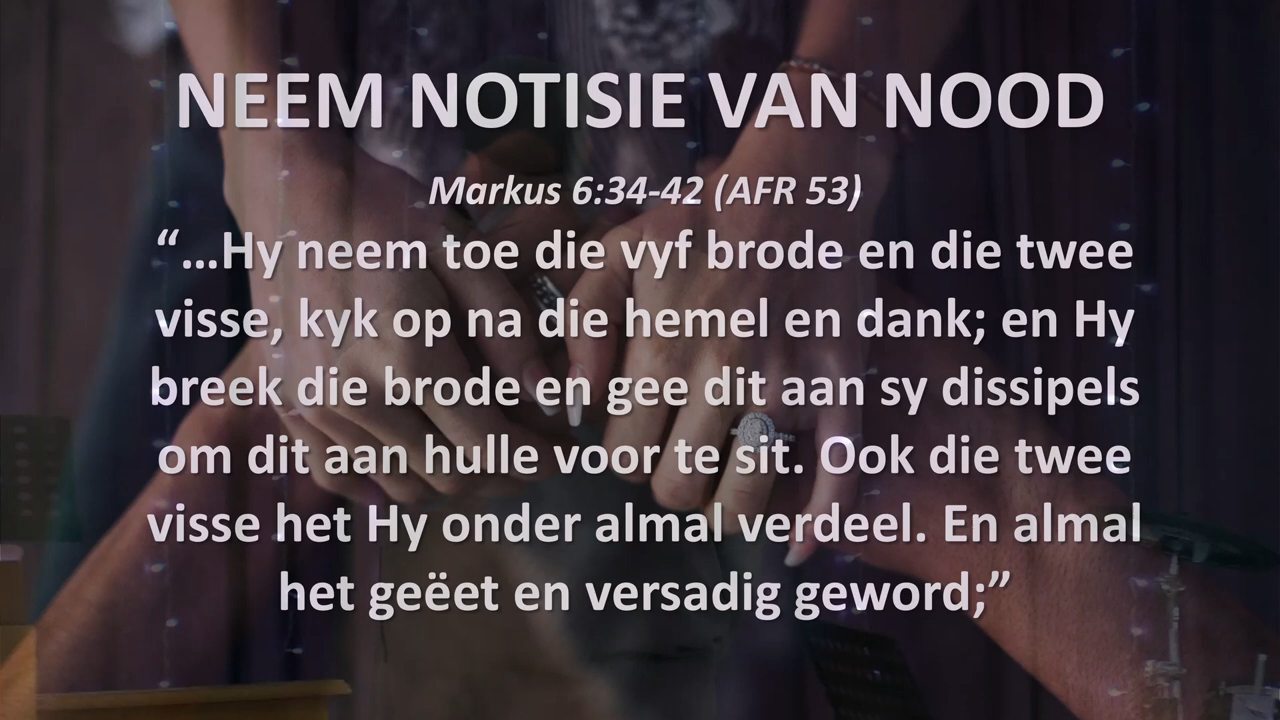 NEEM NOTISIE VAN NOOD
Markus 6:34-42 (AFR 53)
“…Hy neem toe die vyf brode en die twee
visse, kyk op na die hemel en dank; en Hy
breek die brode en gee dit aan sy dissipels
om dit aan hulle voor te sit. Ook die twee
visse het Hy onder almal verdeel. En almal
het geëet en versadig geword;”